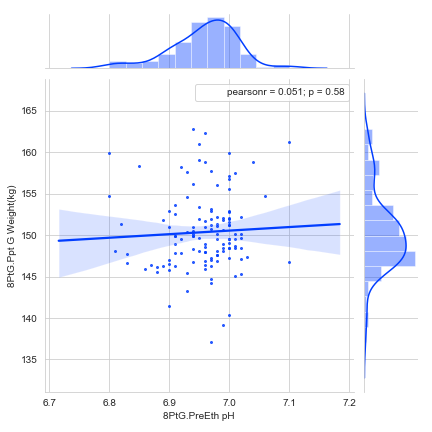 pearsonr = 0.051; p = 0.58
165
160
155
150
145
140
135
8PtG.Ppt G Weight(kg)
6.7 6.8 6.9 7.0 7.1 7.2
8PtG.PreEth pH